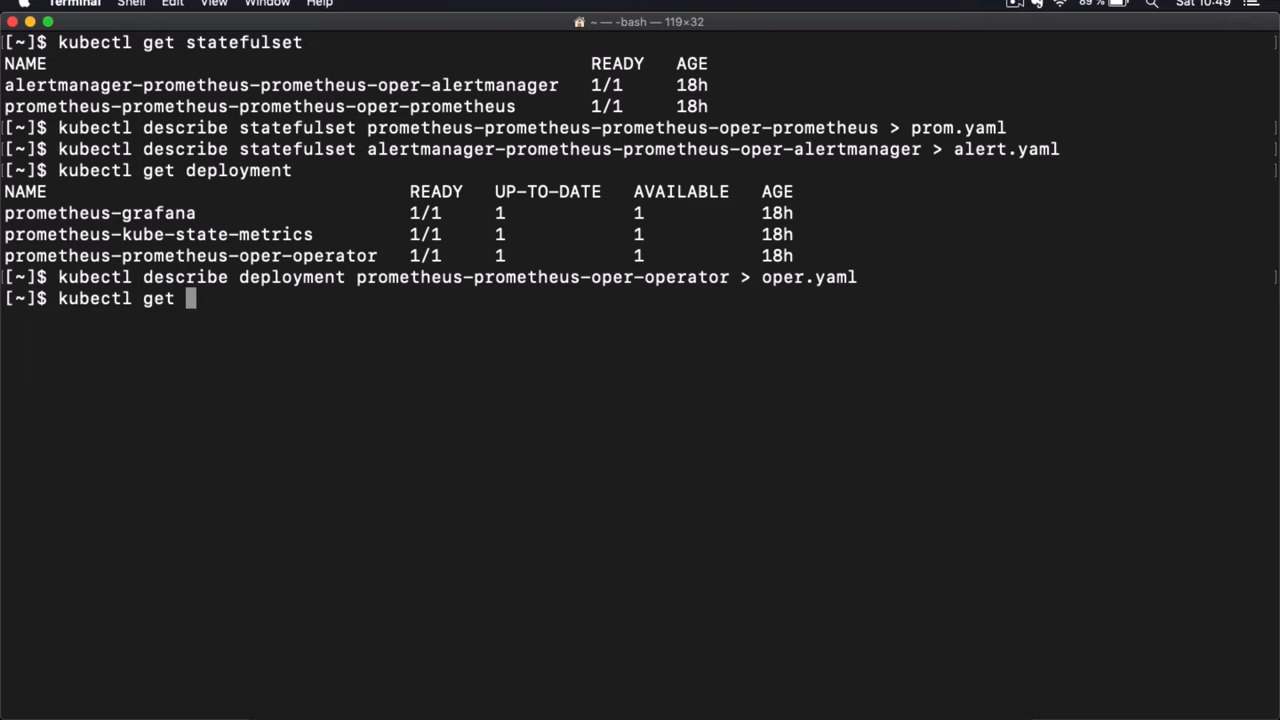 Terminal Shell Edit View Window Help 89 % Sat 10:49
~ — -bash — 119×32
[~]$ kubectl get statefulset
NAME READY AGE
alertmanager-prometheus-prometheus-oper-alertmanager 1/1 18h
prometheus-prometheus-prometheus-oper-prometheus 1/1 18h
[~]$ kubectl describe statefulset prometheus-prometheus-prometheus-oper-prometheus > prom.yaml
[~]$ kubectl describe statefulset alertmanager-prometheus-prometheus-oper-alertmanager > alert.yaml
[~]$ kubectl get deployment
NAME READY UP-TO-DATE AVAILABLE AGE
prometheus-grafana 1/1 1 1 18h
prometheus-kube-state-metrics 1/1 1 1 18h
prometheus-prometheus-oper-operator 1/1 1 1 18h
[~]$ kubectl describe deployment prometheus-prometheus-oper-operator > oper.yaml
[~]$ kubectl get